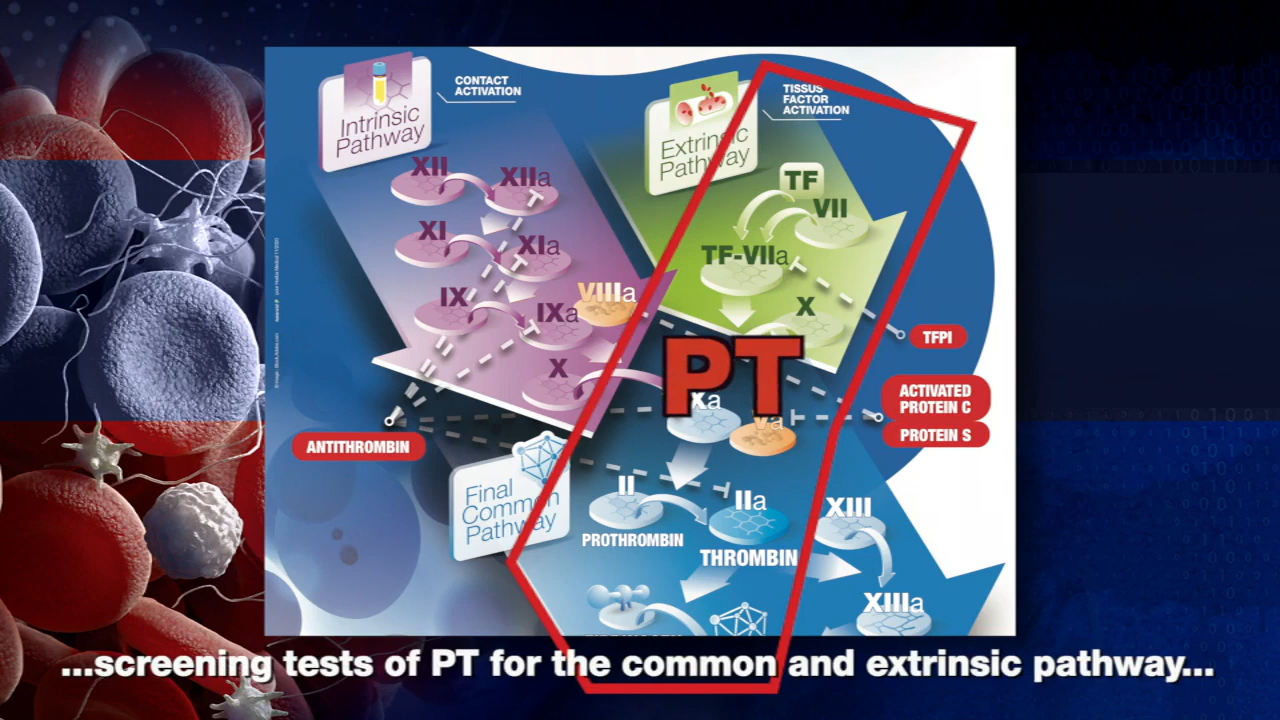 CONTACT
ACTIVATION
Intrinsic
Pathway
TISSUS
FACTOR
ACTIVATION
Extrinsic
Pathway
XII
XIIa
TF
VII
XI
XIa
TF-VIIa
IX
IXa
VIIIa
X
X
TFPI
PT
Xa
Va
ACTIVATED
PROTEIN C
PROTEIN S
ANTITHROMBIN
Final
Common
Pathway
II
IIa
PROTHROMBIN
THROMBIN
XIII
XIIIa
...screening tests of PT for the common and extrinsic pathway...